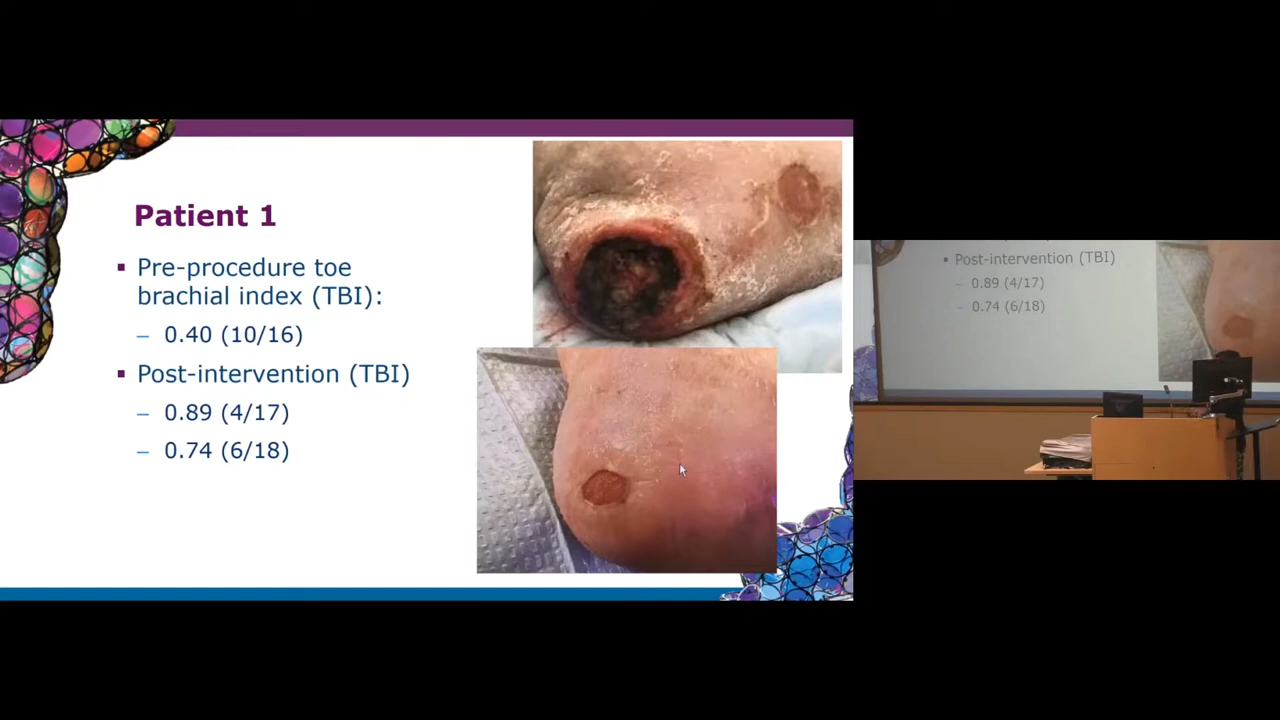 Patient 1
▪ Pre-procedure toe
brachial index (TBI):
– 0.40 (10/16)
▪ Post-intervention (TBI)
– 0.89 (4/17)
– 0.74 (6/18)
▪ Post-intervention (TBI)
– 0.89 (4/17)
– 0.74 (6/18)